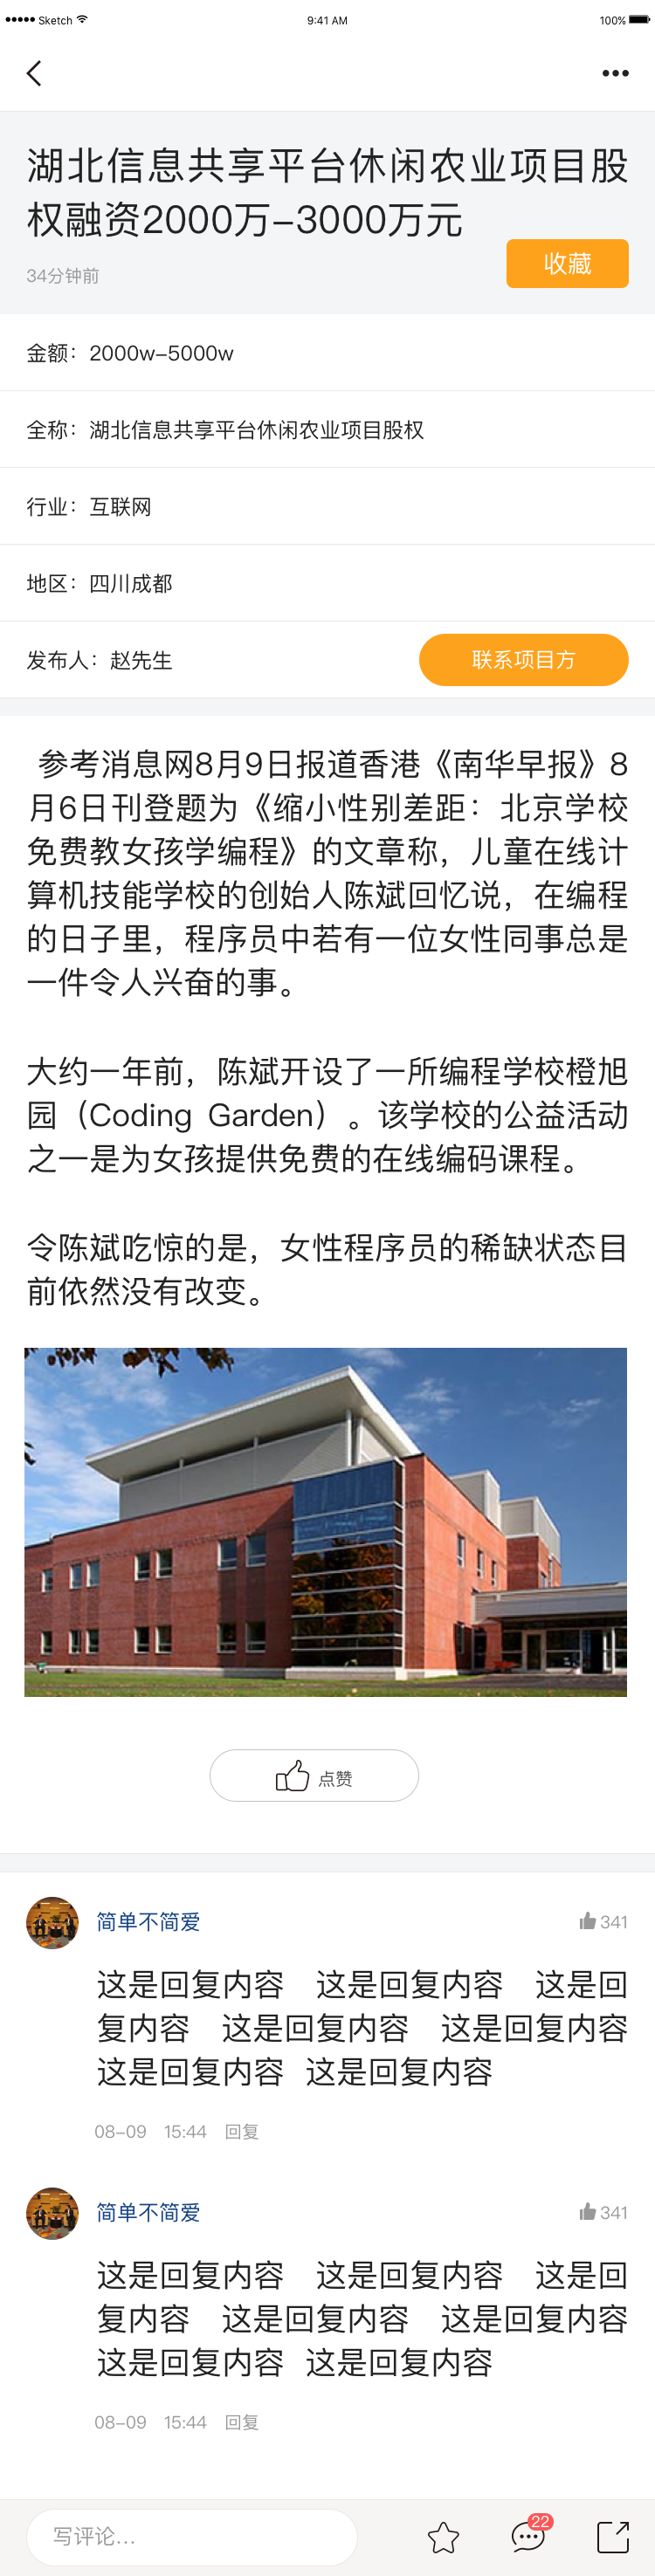 Sketch 9:41 AM 100%
湖北信息共享平台休闲农业项目股
权融资2000万-3000万元
34分钟前
收藏
金额：2000w-5000w
全称：湖北信息共享平台休闲农业项目股权
行业：互联网
地区：四川成都
发布人：赵先生
联系项目方
参考消息网8月9日报道香港《南华早报》8
月6日刊登题为《缩小性别差距：北京学校
免费教女孩学编程》的文章称，儿童在线计
算机技能学校的创始人陈斌回忆说，在编程
的日子里，程序员中若有一位女性同事总是
一件令人兴奋的事。
大约一年前，陈斌开设了一所编程学校橙旭
园（Coding Garden）。该学校的公益活动
之一是为女孩提供免费的在线编码课程。
令陈斌吃惊的是，女性程序员的稀缺状态目
前依然没有改变。
点赞
简单不简爱 341
这是回复内容 这是回复内容 这是回
复内容 这是回复内容 这是回复内容
这是回复内容 这是回复内容
08-09 15:44 回复
简单不简爱 341
这是回复内容 这是回复内容 这是回
复内容 这是回复内容 这是回复内容
这是回复内容 这是回复内容
08-09 15:44 回复
写评论...
22